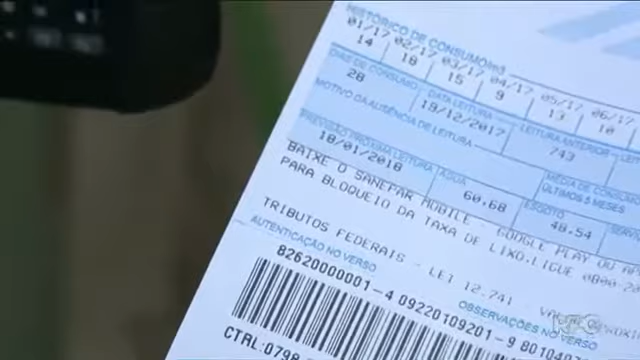 HISTÓRICO DE CONSUMO/m3
01/17 02/17 03/17 04/17 05/17 06/17
14 18 15 9 13 10
DIAS DE CONSUMO DATA LEITURA LEITURA ANTERIOR
28 19/12/2017 743
MOTIVO DA AUSÊNCIA DE LEITURA
PREVISÃO PRÓXIMA LEITURA ÁGUA MÉDIA DE CONSUMO
18/01/2018 60.68 ÚLTIMOS 5 MESES
ESGOTO
48.54
BAIXE O SANEPAR MOBILE - GOOGLE PLAY OU
PARA BLOQUEIO DA TAXA DE LIXO.LIGUE
TRIBUTOS FEDERAIS - LEI 12.741
AUTENTICAÇÃO NO VERSO
OBSERVAÇÕES NO VERSO
82620000001-4 09220109201-9
CTRL:0798
RPC